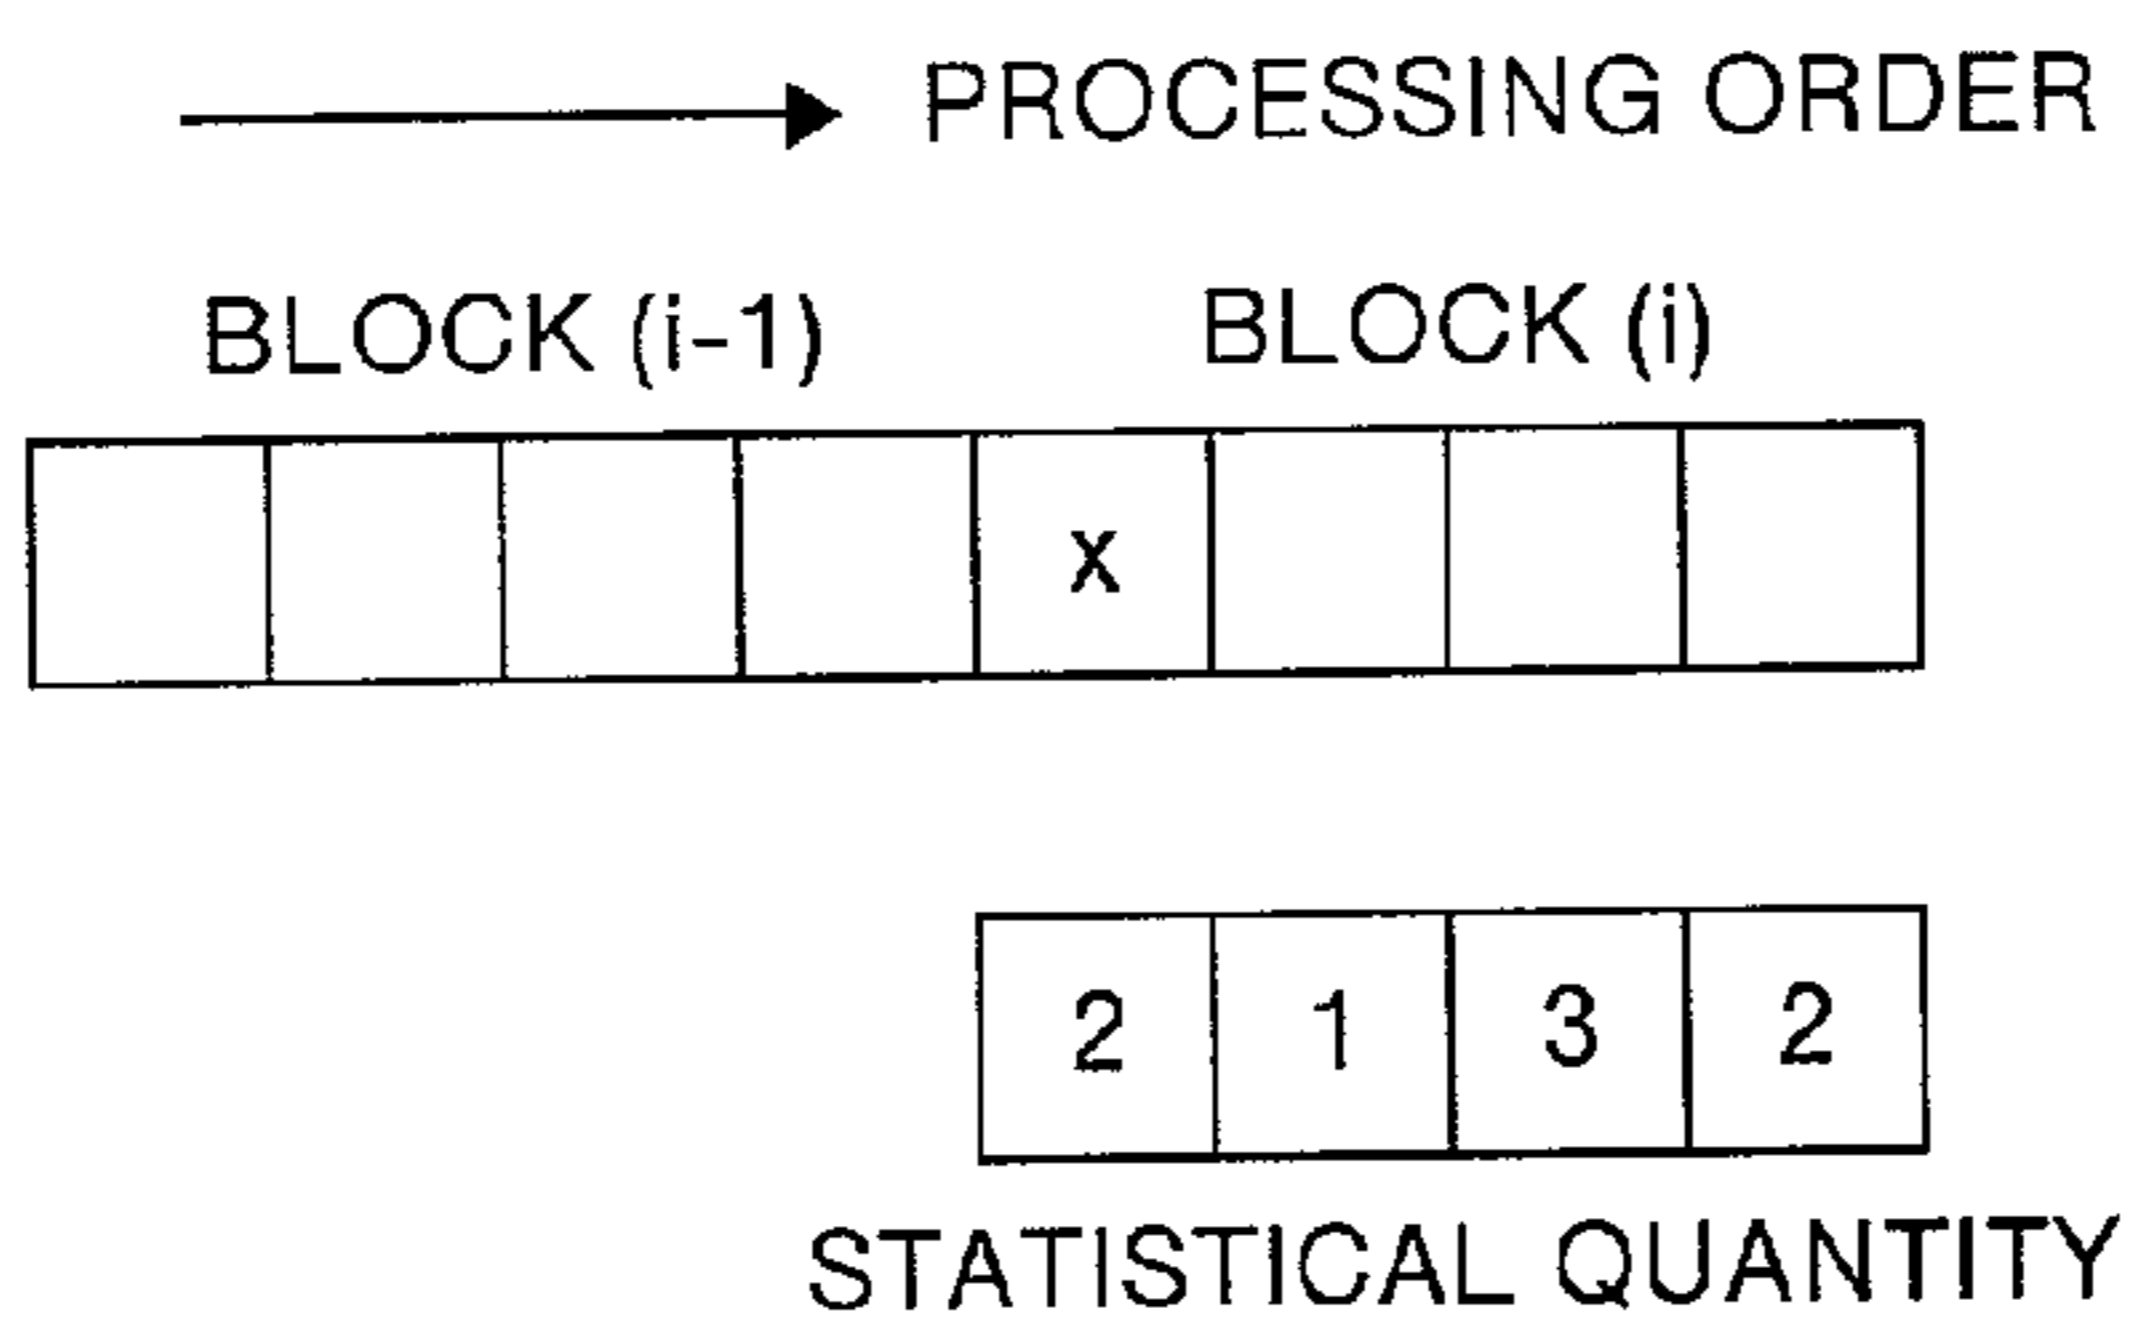 PROCESSING ORDER
BLOCK (i-1) BLOCK (i)
x
2 1 3 2
STATISTICAL QUANTITY